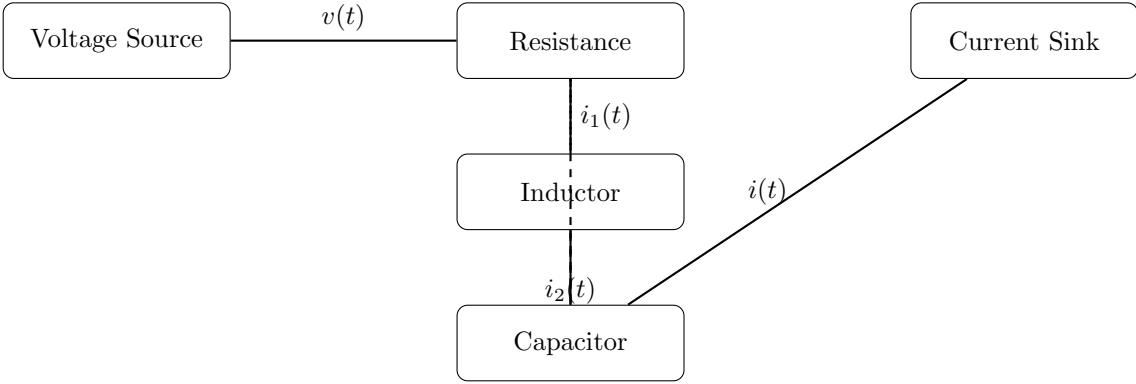 Voltage Source
v(t)
Resistance
Current Sink
i₁(t)
Inductor
i(t)
i₂(t)
Capacitor